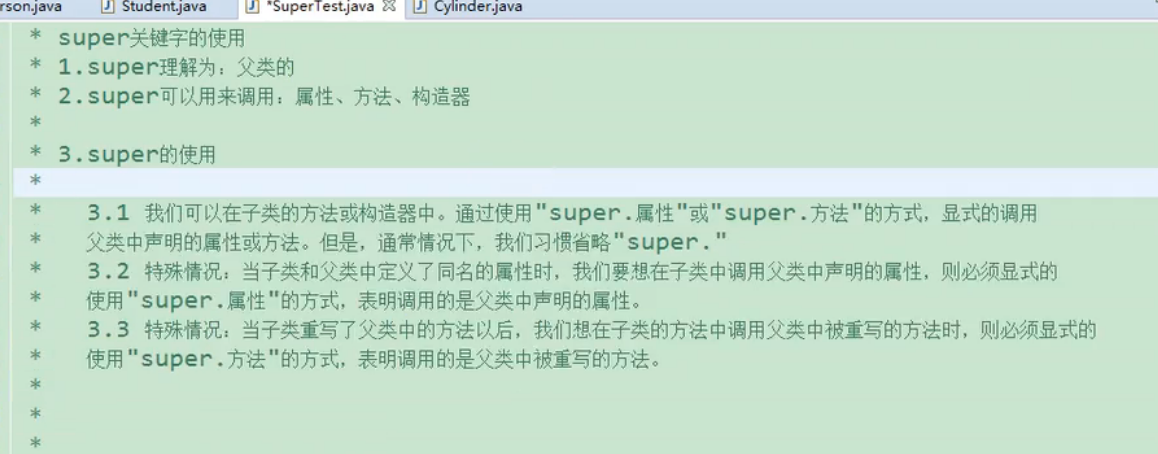 rson.java Student.java *SuperTest.java Cylinder.java
* super关键字的使用
* 1.super理解为：父类的
* 2.super可以用来调用：属性、方法、构造器
*
* 3.super的使用
*
* 3.1 我们可以在子类的方法或构造器中。通过使用"super.属性"或"super.方法"的方式，显式的调用
* 父类中声明的属性或方法。但是，通常情况下，我们习惯省略"super."
* 3.2 特殊情况：当子类和父类中定义了同名的属性时，我们要想在子类中调用父类中声明的属性，则必须显式的
* 使用"super.属性"的方式，表明调用的是父类中声明的属性。
* 3.3 特殊情况：当子类重写了父类中的方法以后，我们想在子类的方法中调用父类中被重写的方法时，则必须显式的
* 使用"super.方法"的方式，表明调用的是父类中被重写的方法。
*
*
*